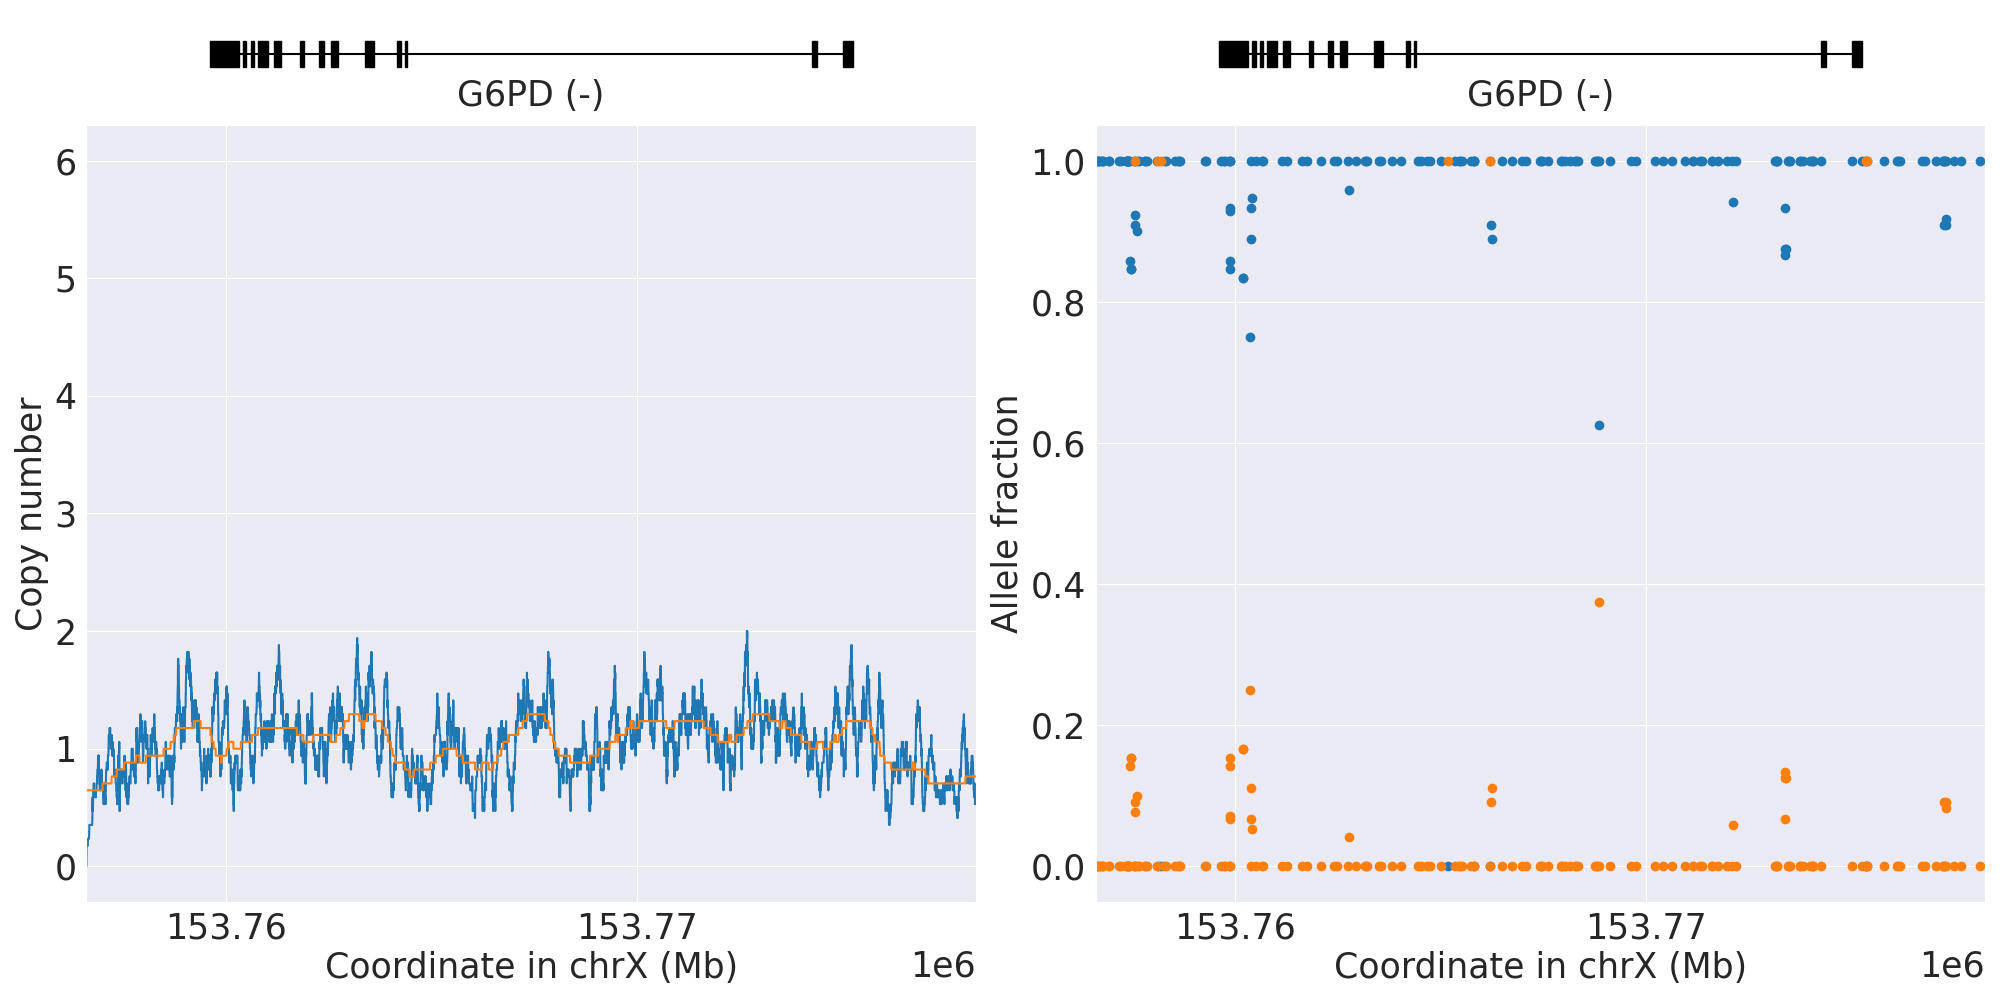 G6PD (-)
6
5
4
3
2
1
0
Copy number
153.76
153.77
Coordinate in chrX (Mb)
1e6
G6PD (-)
1.0
0.8
0.6
0.4
0.2
0.0
Allele fraction
153.76
153.77
Coordinate in chrX (Mb)
1e6